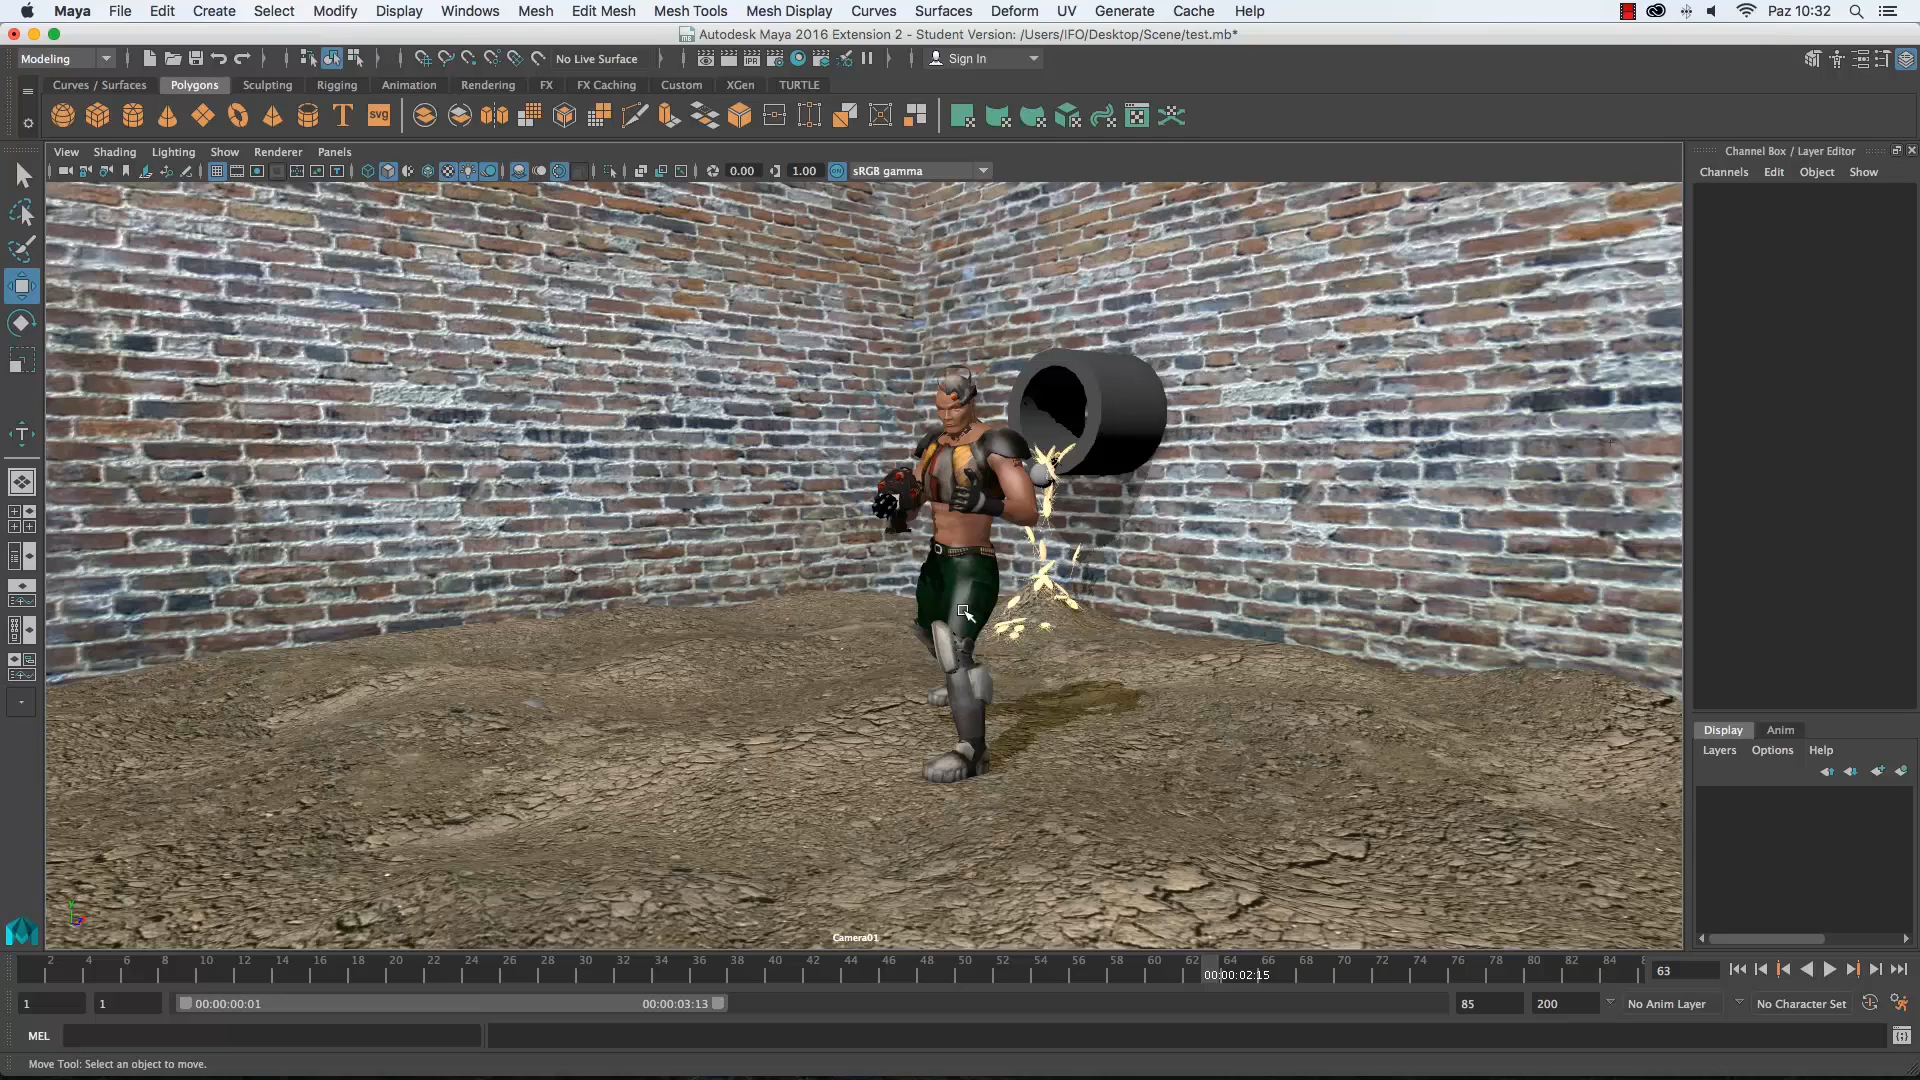 Maya File Edit Create Select Modify Display Windows Mesh Edit Mesh Mesh Tools Mesh Display Curves Surfaces Deform UV Generate Cache Help Paz 10:32
Autodesk Maya 2016 Extension 2 - Student Version: /Users/IFO/Desktop/Scene/test.mb*
Modeling No Live Surface IPR Sign In
Curves / Surfaces Polygons Sculpting Rigging Animation Rendering FX FX Caching Custom XGen TURTLE
T SVG
View Shading Lighting Show Renderer Panels Channel Box / Layer Editor
0.00 1.00 ON sRGB gamma Channels Edit Object Show
Display Anim
Layers Options Help
Camera01
2 4 6 8 10 12 14 16 18 20 22 24 26 28 30 32 34 36 38 40 42 44 46 48 50 52 54 56 58 60 62 64 66 68 70 72 74 76 78 80 82 84
00:00:02:15 63
1 1 00:00:00:01 00:00:03:13 85 200 No Anim Layer No Character Set
MEL
Move Tool: Select an object to move.